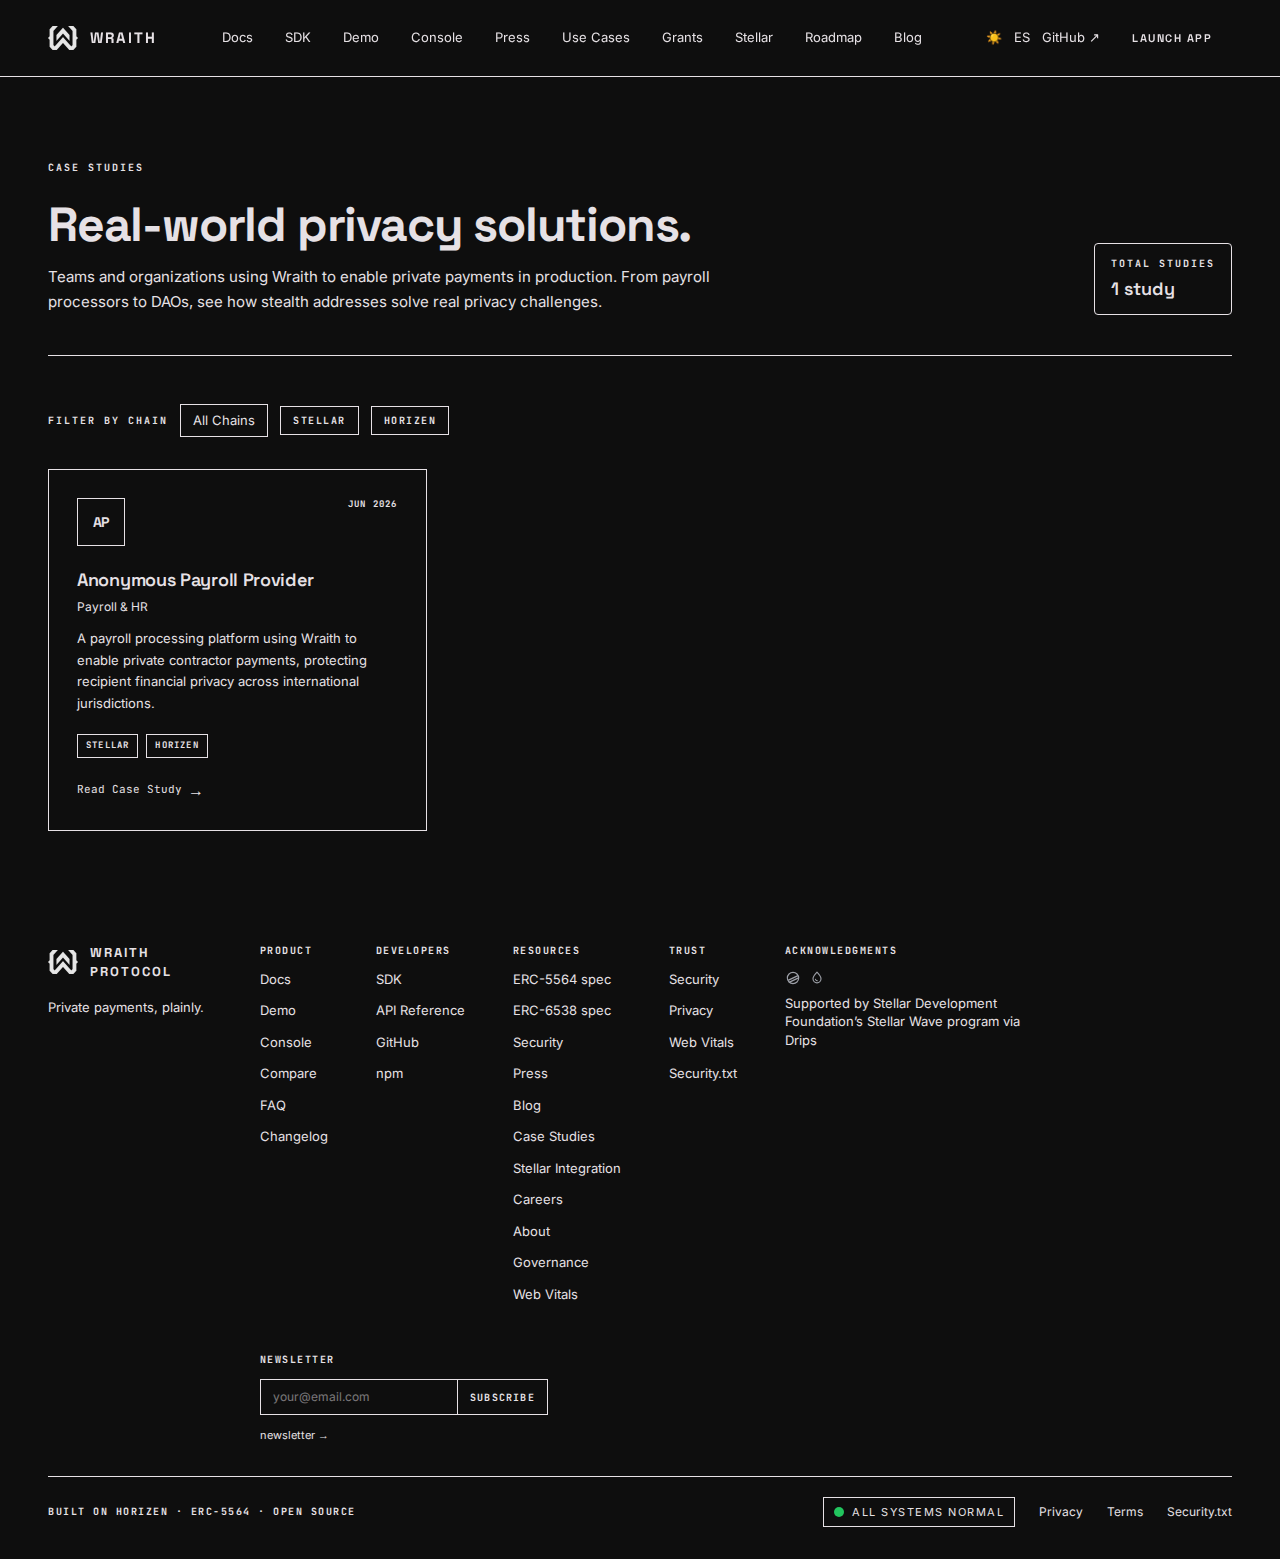 WRAITH
Docs SDK Demo Console Press Use Cases Grants Stellar Roadmap Blog
ES GitHub ↗ LAUNCH APP
CASE STUDIES
Real-world privacy solutions.
Teams and organizations using Wraith to enable private payments in production. From payroll
processors to DAOs, see how stealth addresses solve real privacy challenges.
TOTAL STUDIES
1 study
FILTER BY CHAIN All Chains STELLAR HORIZEN
AP
JUN 2026
Anonymous Payroll Provider
Payroll & HR
A payroll processing platform using Wraith to
enable private contractor payments, protecting
recipient financial privacy across international
jurisdictions.
STELLAR HORIZEN
Read Case Study →
WRAITH
PROTOCOL
Private payments, plainly.
PRODUCT
Docs
Demo
Console
Compare
FAQ
Changelog
DEVELOPERS
SDK
API Reference
GitHub
npm
RESOURCES
ERC-5564 spec
ERC-6538 spec
Security
Press
Blog
Case Studies
Stellar Integration
Careers
About
Governance
Web Vitals
TRUST
Security
Privacy
Web Vitals
Security.txt
ACKNOWLEDGMENTS
Supported by Stellar Development
Foundation’s Stellar Wave program via
Drips
NEWSLETTER
your@email.com SUBSCRIBE
newsletter →
BUILT ON HORIZEN · ERC-5564 · OPEN SOURCE
ALL SYSTEMS NORMAL Privacy Terms Security.txt